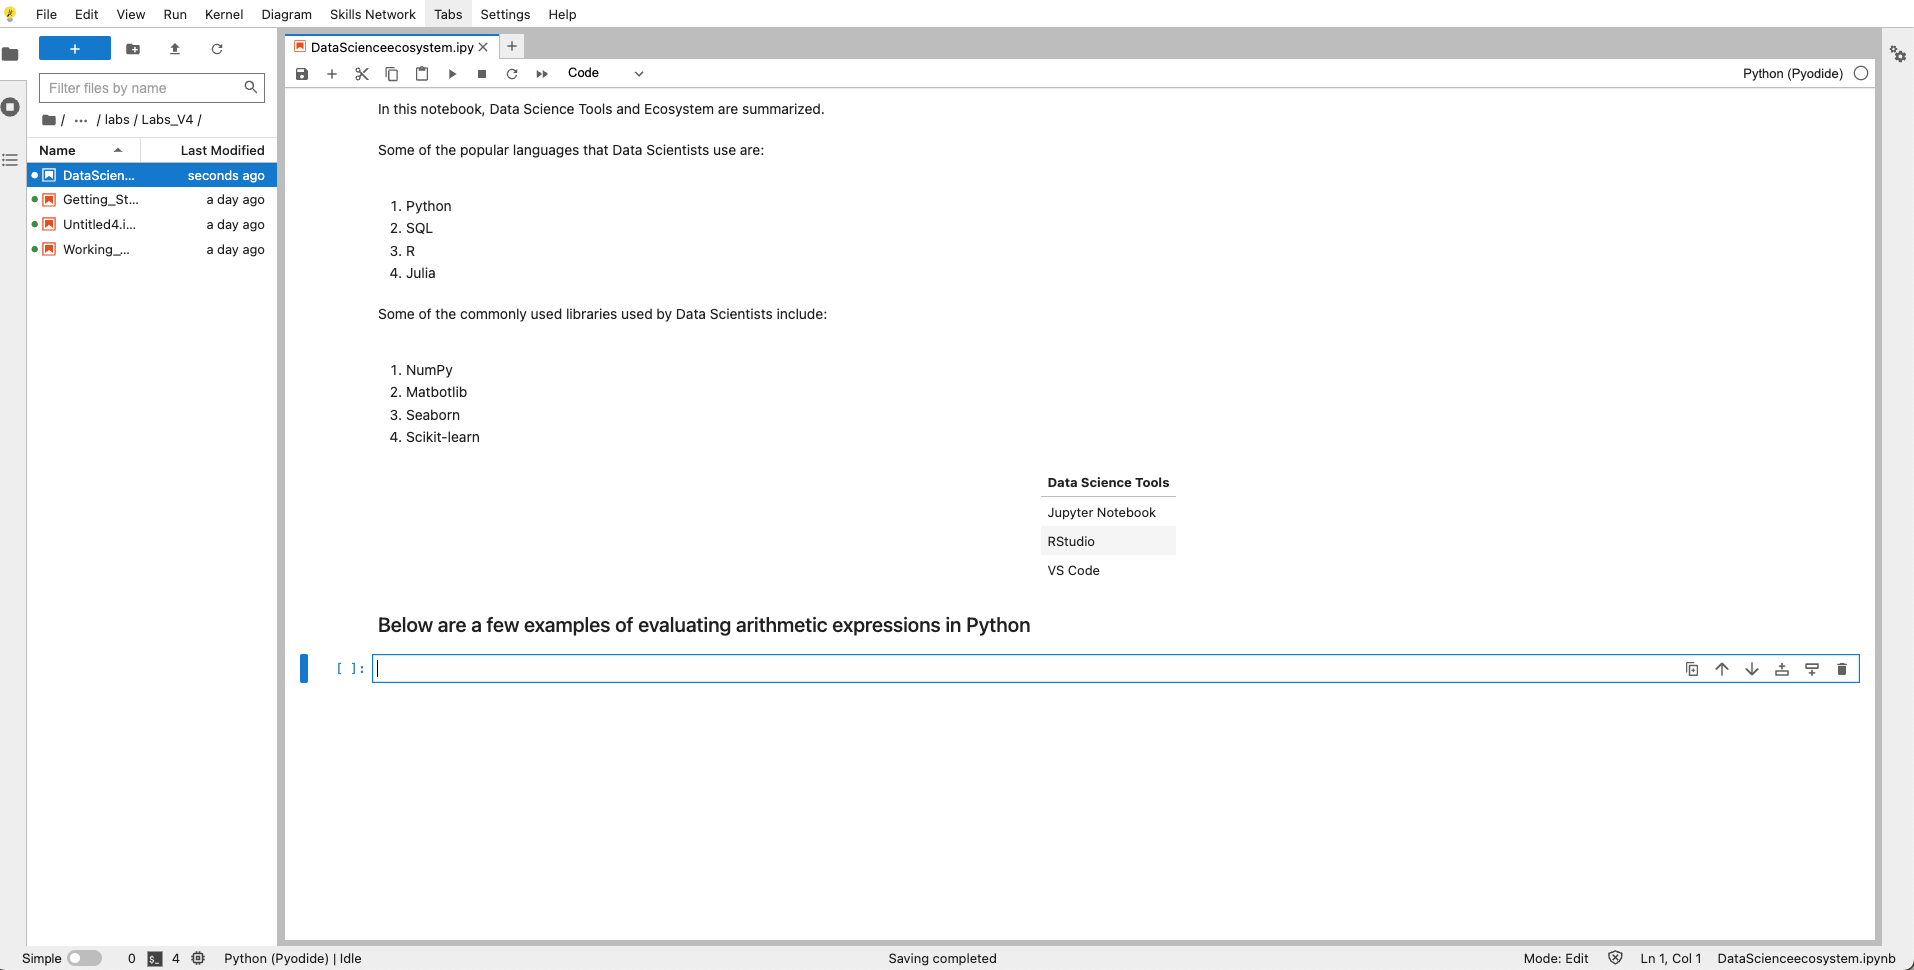 File Edit View Run Kernel Diagram Skills Network Tabs Settings Help
+
Filter files by name
/ ··· / labs / Labs_V4 /
Name Last Modified
DataScien... seconds ago
Getting_St... a day ago
Untitled4.i... a day ago
Working_... a day ago
DataScienceecosystem.ipy
Code
Python (Pyodide)
In this notebook, Data Science Tools and Ecosystem are summarized.
Some of the popular languages that Data Scientists use are:
1. Python
2. SQL
3. R
4. Julia
Some of the commonly used libraries used by Data Scientists include:
1. NumPy
2. Matbotlib
3. Seaborn
4. Scikit-learn
Data Science Tools
Jupyter Notebook
RStudio
VS Code
Below are a few examples of evaluating arithmetic expressions in Python
[ ]:
Simple 0 $_ 4 Python (Pyodide) | Idle Saving completed Mode: Edit Ln 1, Col 1 DataScienceecosystem.ipynb